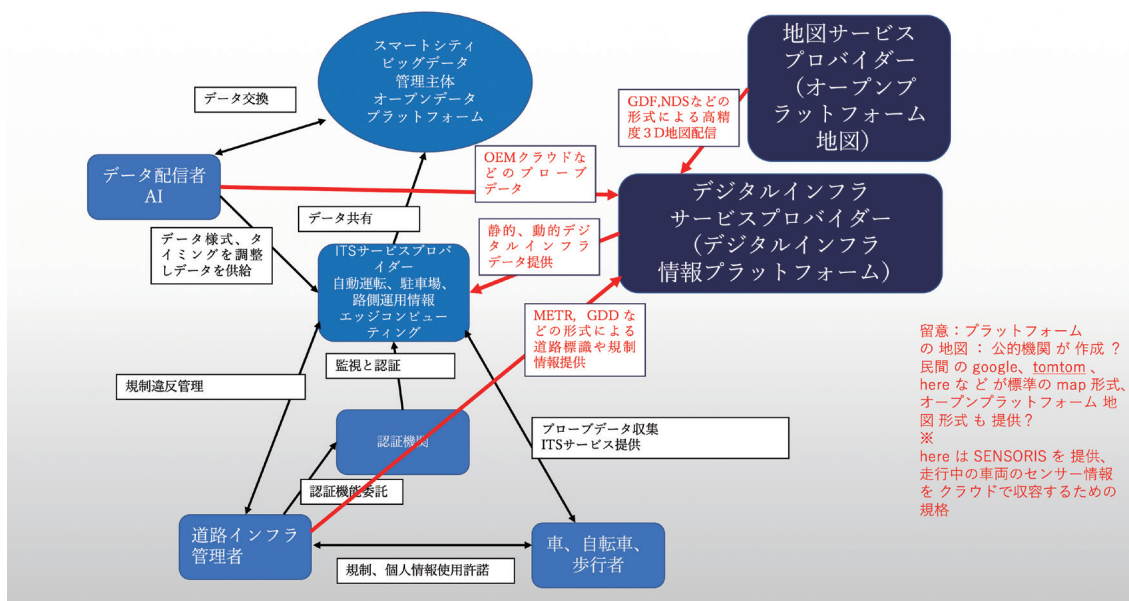 スマートシティ
ビッグデータ
管理主体
オープンデータ
プラットフォーム
地図サービス
プロバイダー
（オープンプ
ラットフォーム
地図）
データ交換
GDF,NDSなどの
形式による高精
度３D地図配信
OEMクラウドな
どのプローブ
データ
データ配信者
AI
デジタルインフラ
サービスプロバイダー
（デジタルインフラ
情報プラットフォーム）
データ共有
静的、動的デジ
タルインフラ
データ提供
データ様式、タ
イミングを調整
しデータを供給
ITSサービスプロバ
イダー
自動運転、駐車場、
路側運用情報
エッジコンピュー
ティング
METR, GDDな
どの形式による
道路標識や規制
情報提供
留意：プラットフォーム
の 地図 ： 公的機関 が 作成 ？
民間 の google、tomtom 、
here な ど が標準の map 形式、
オープンプラットフォーム 地
図 形式 も 提供？
※
here は SENSORIS を 提供、
走行中の車両のセンサー情報
を クラウドで収容するための
規格
監視と認証
規制違反管理
プローブデータ収集
ITSサービス提供
認証機関
認証機能委託
道路インフラ
管理者
車、自転車、
歩行者
規制、個人情報使用許諾